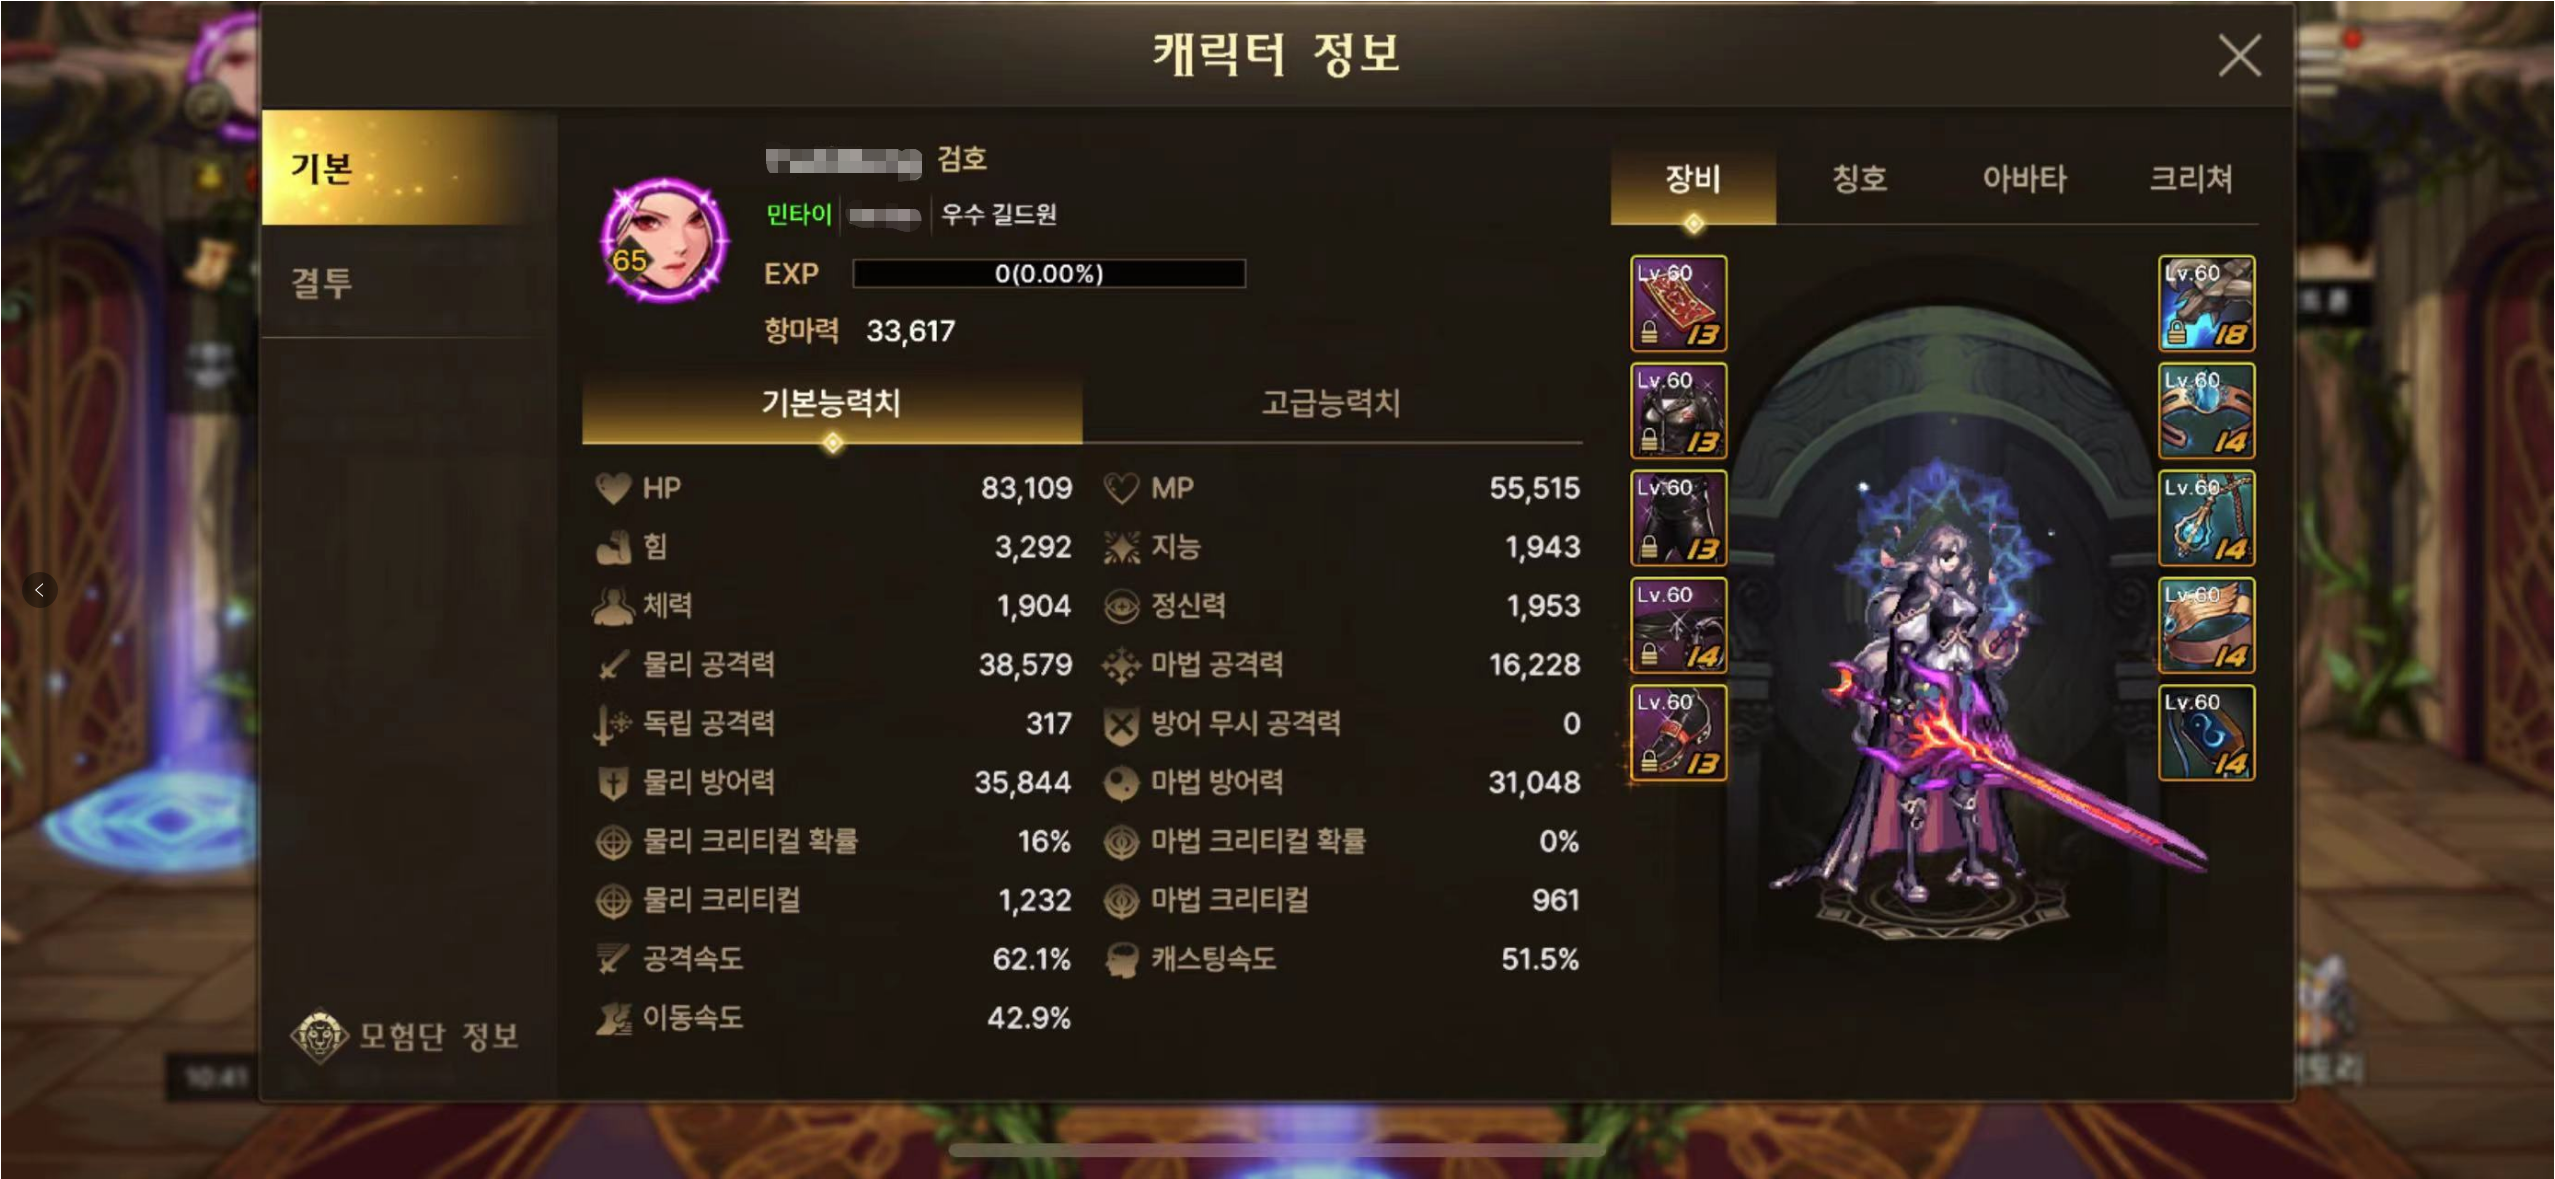 캐릭터 정보
기본
결투
모험단 정보
검호
민타이 우수 길드원
65
EXP 0(0.00%)
항마력 33,617
기본능력치 고급능력치
HP 83,109 MP 55,515
힘 3,292 지능 1,943
체력 1,904 정신력 1,953
물리 공격력 38,579 마법 공격력 16,228
독립 공격력 317 방어 무시 공격력 0
물리 방어력 35,844 마법 방어력 31,048
물리 크리티컬 확률 16% 마법 크리티컬 확률 0%
물리 크리티컬 1,232 마법 크리티컬 961
공격속도 62.1% 캐스팅속도 51.5%
이동속도 42.9%
장비 칭호 아바타 크리쳐
Lv.60 13
Lv.60 13
Lv.60 13
Lv.60 14
Lv.60 13
Lv.60 18
Lv.60 14
Lv.60 14
Lv.60 14
Lv.60 14
10:41
토리